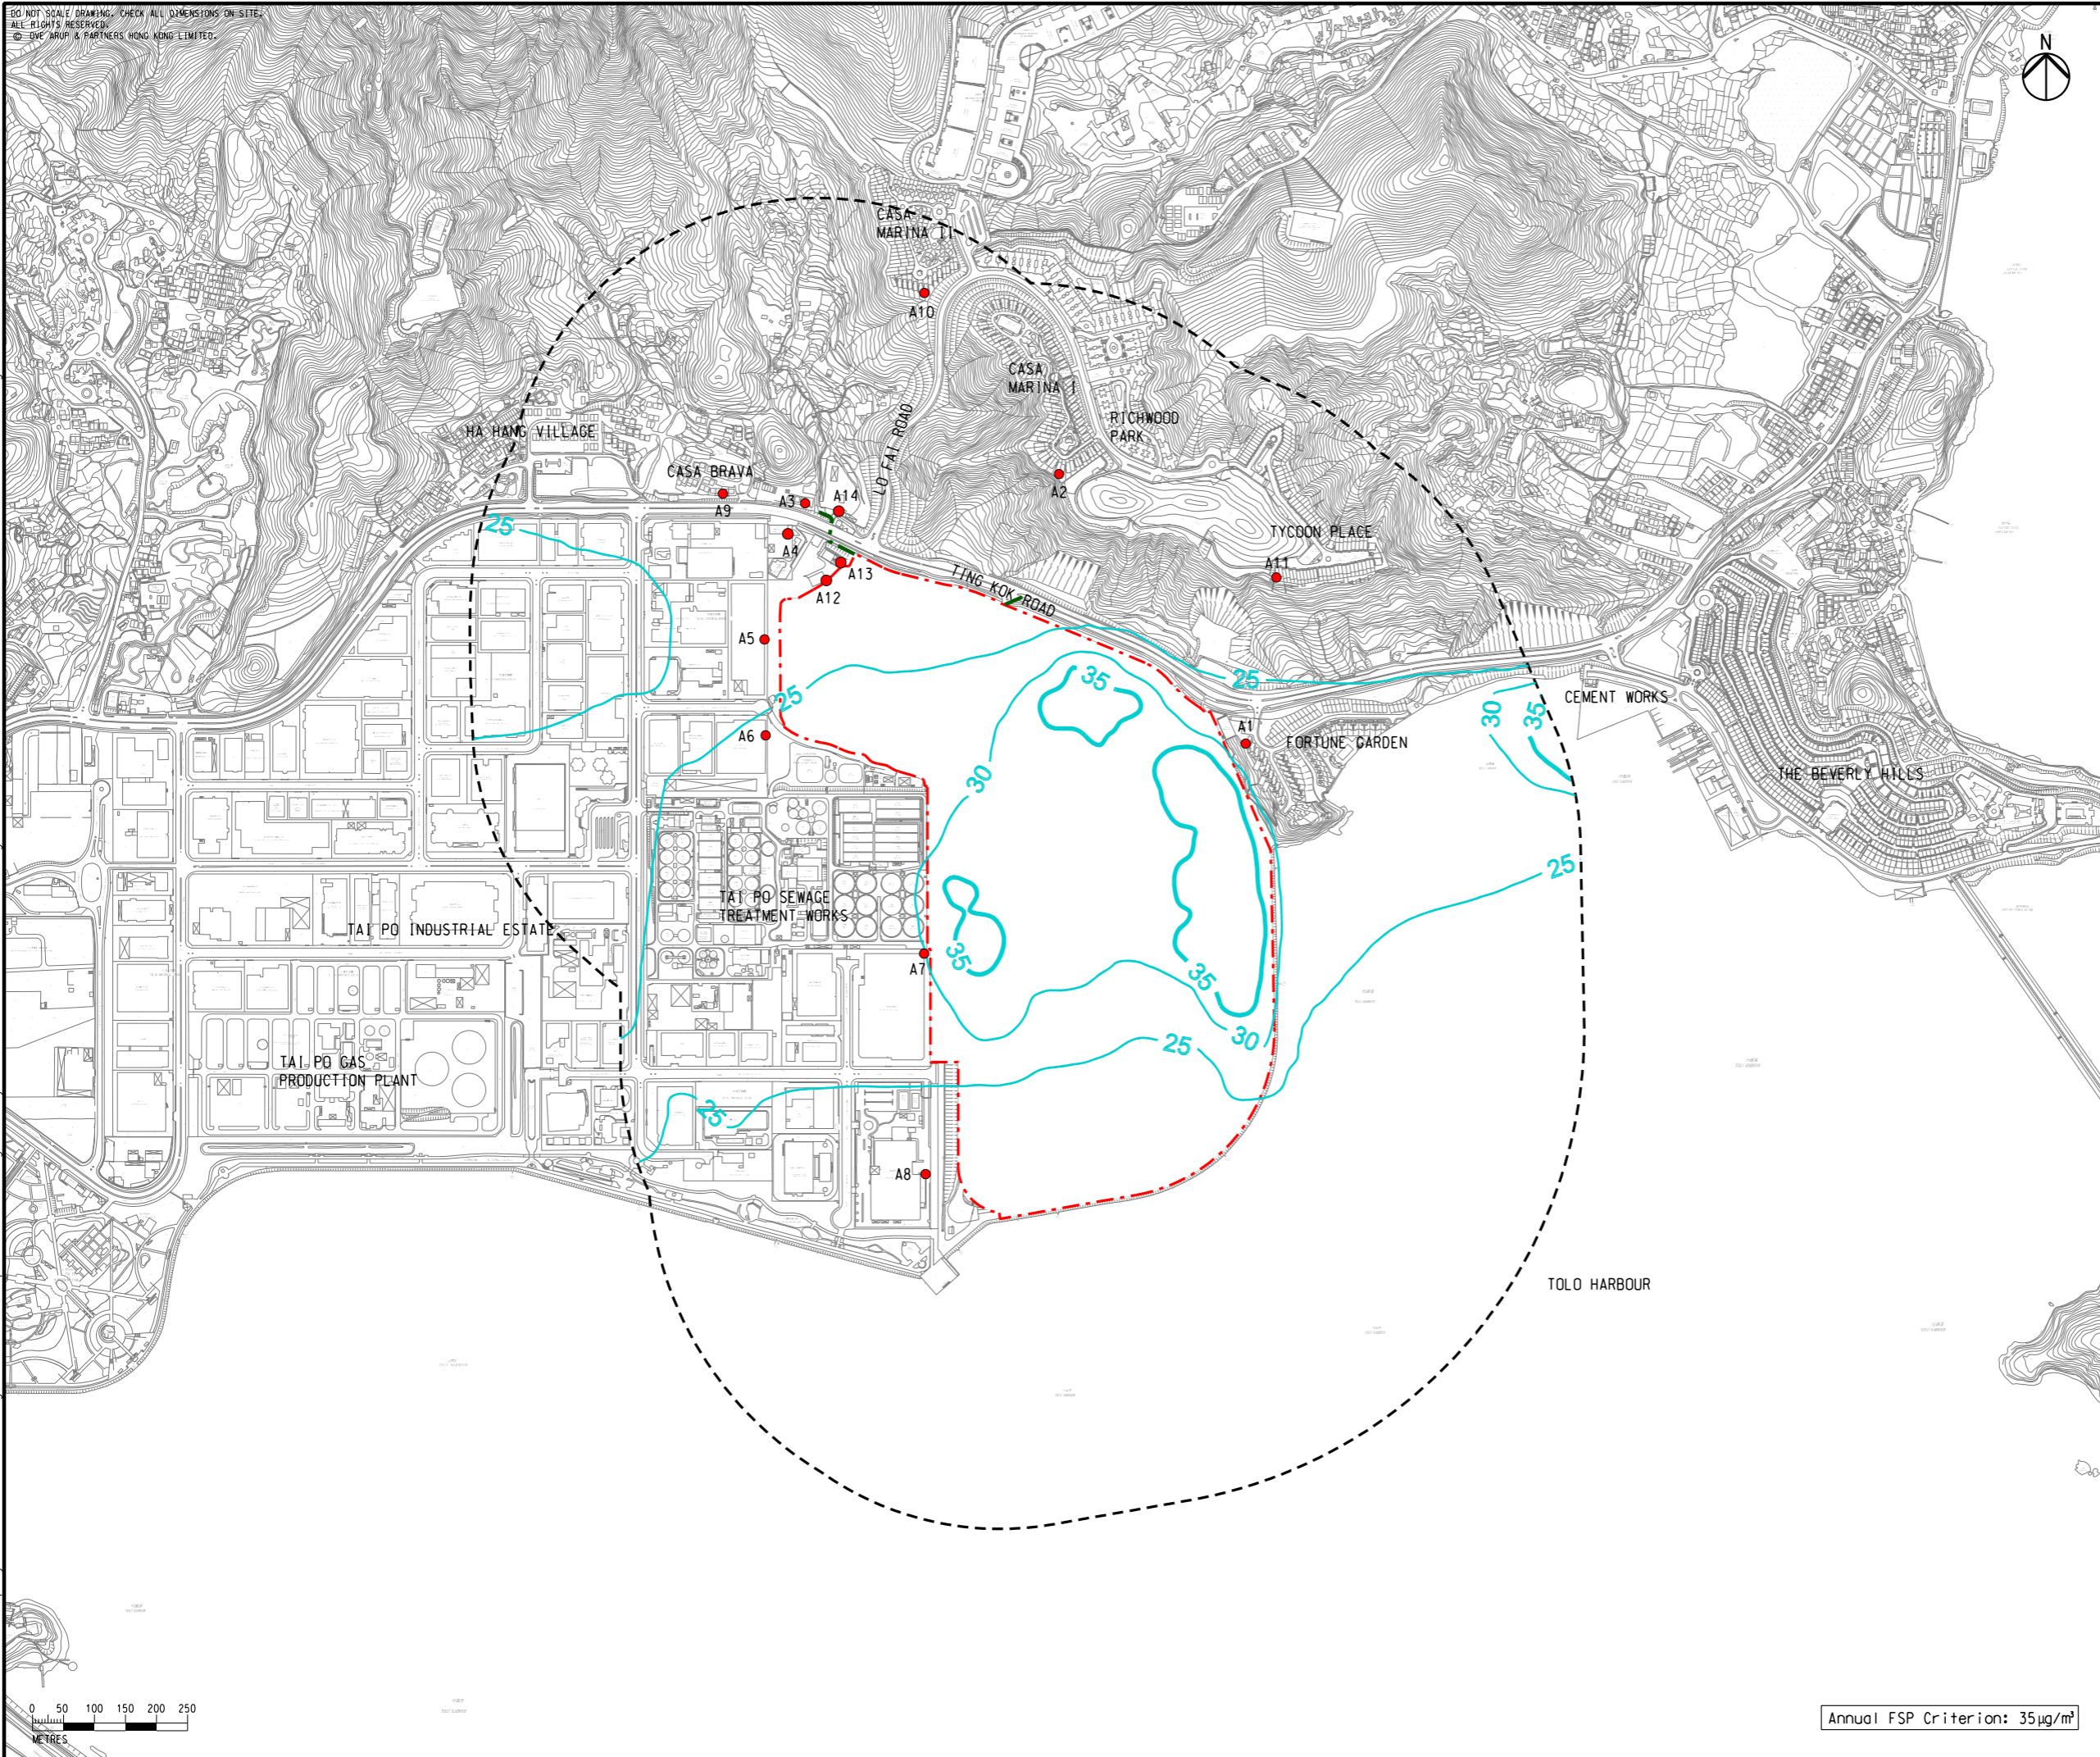 DO NOT SCALE DRAWING. CHECK ALL DIMENSIONS ON SITE.
ALL RIGHTS RESERVED.
© OVE ARUP & PARTNERS HONG KONG LIMITED.
N
CASA
MARINA II
A10
CASA
MARINA I
RICHWOOD
PARK
LO FAI ROAD
HA HANG VILLAGE
CASA BRAVA
A9
A3
A14
A2
25
A4
TYCOON PLACE
A13
A11
A12
TING KOK ROAD
A5
25
35
25
CEMENT WORKS
30
35
A6
A1
FORTUNE GARDEN
30
THE BEVERLY HILLS
25
TAI PO SEWAGE
TREATMENT WORKS
TAI PO INDUSTRIAL ESTATE
35
A7
35
30
25
TAI PO GAS
PRODUCTION PLANT
25
A8
TOLO HARBOUR
0 50 100 150 200 250
METRES
Annual FSP Criterion: 35μg/m³